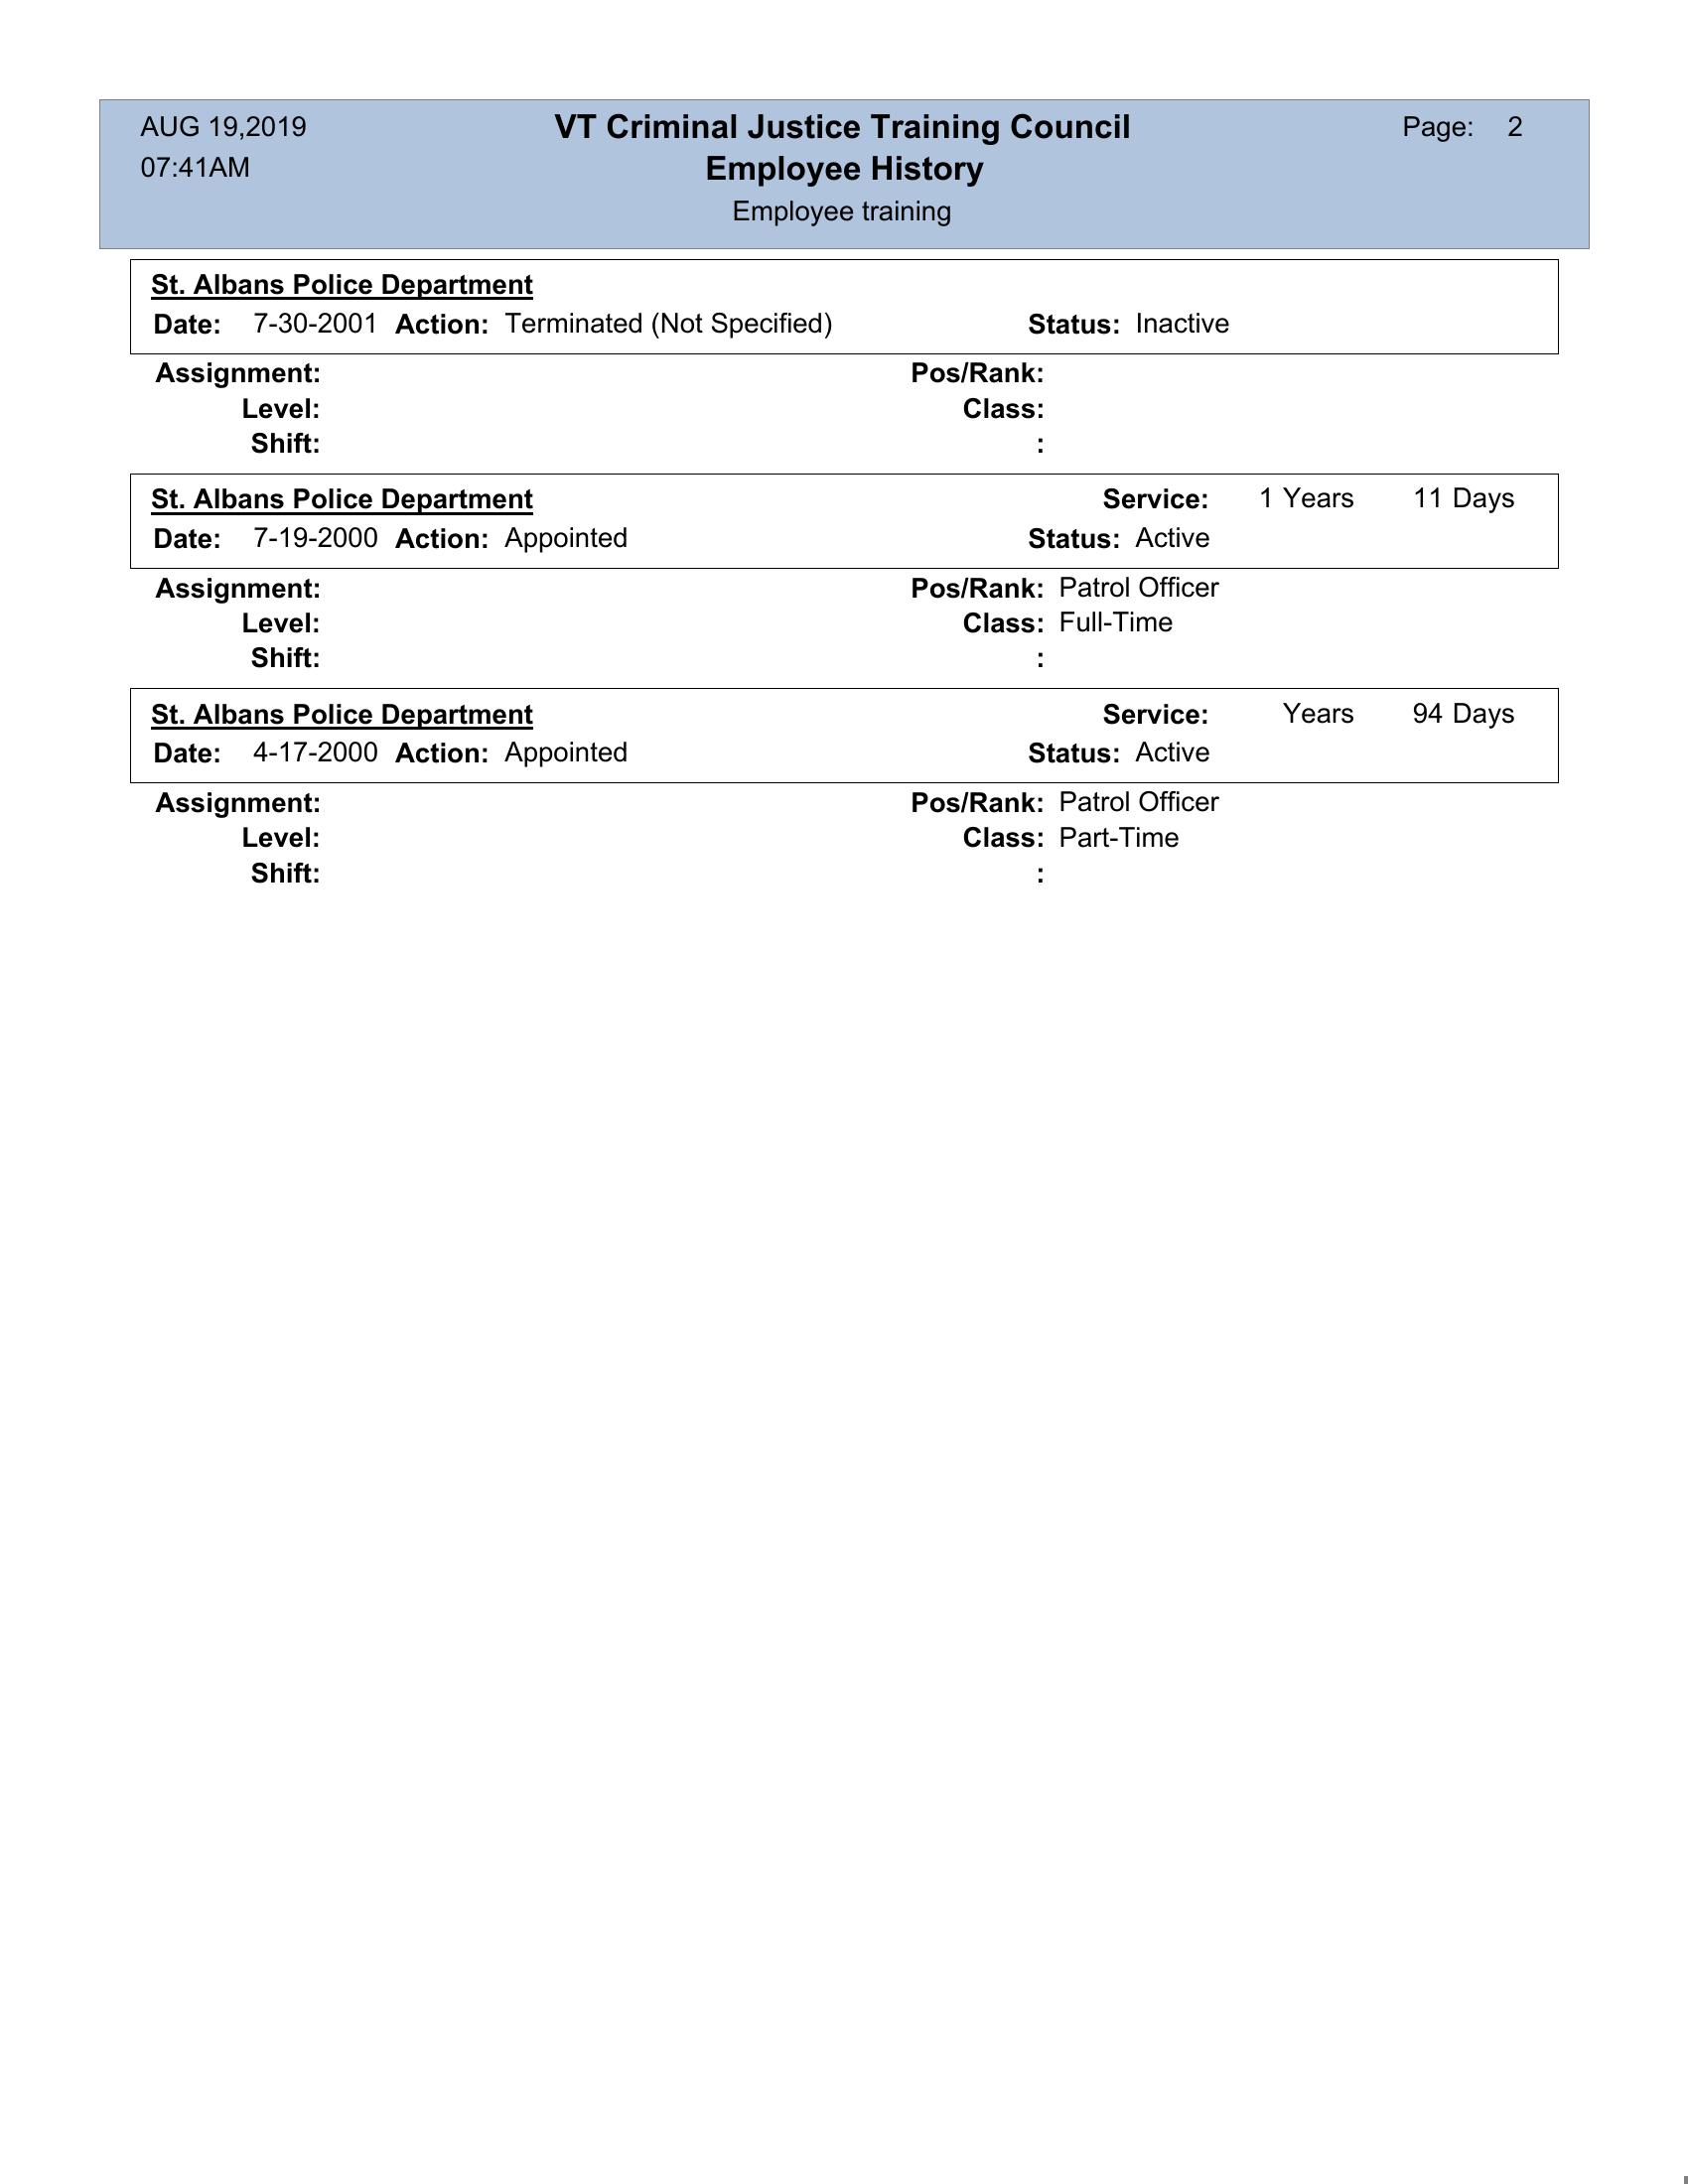 AUG 19,2019 VT Criminal Justice Training Council Page: 2
07:41AM Employee History
Employee training
St. Albans Police Department
Date: 7-30-2001 Action: Terminated (Not Specified) Status: Inactive
Assignment: Pos/Rank:
Level: Class:
Shift: :
St. Albans Police Department Service: 1 Years 11 Days
Date: 7-19-2000 Action: Appointed Status: Active
Assignment: Pos/Rank: Patrol Officer
Level: Class: Full-Time
Shift: :
St. Albans Police Department Service: Years 94 Days
Date: 4-17-2000 Action: Appointed Status: Active
Assignment: Pos/Rank: Patrol Officer
Level: Class: Part-Time
Shift: :